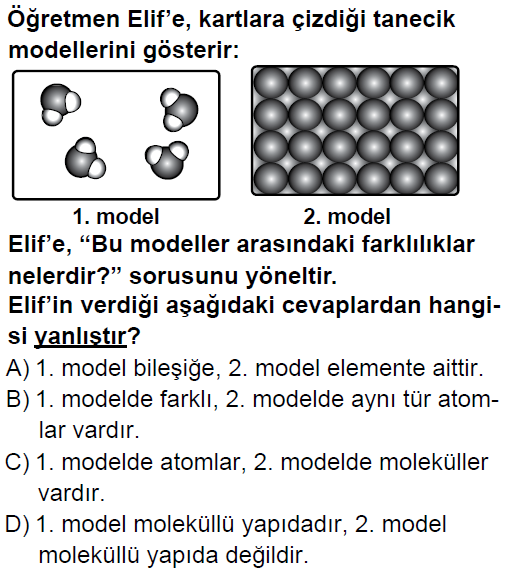 Öğretmen Elif’e, kartlara çizdiği tanecik
modellerini gösterir:
1. model
2. model
Elif’e, “Bu modeller arasındaki farklılıklar
nelerdir?” sorusunu yöneltir.
Elif’in verdiği aşağıdaki cevaplardan hangi-
si yanlıştır?
A) 1. model bileşiğe, 2. model elemente aittir.
B) 1. modelde farklı, 2. modelde aynı tür atom-
lar vardır.
C) 1. modelde atomlar, 2. modelde moleküller
vardır.
D) 1. model moleküllü yapıdadır, 2. model
moleküllü yapıda değildir.